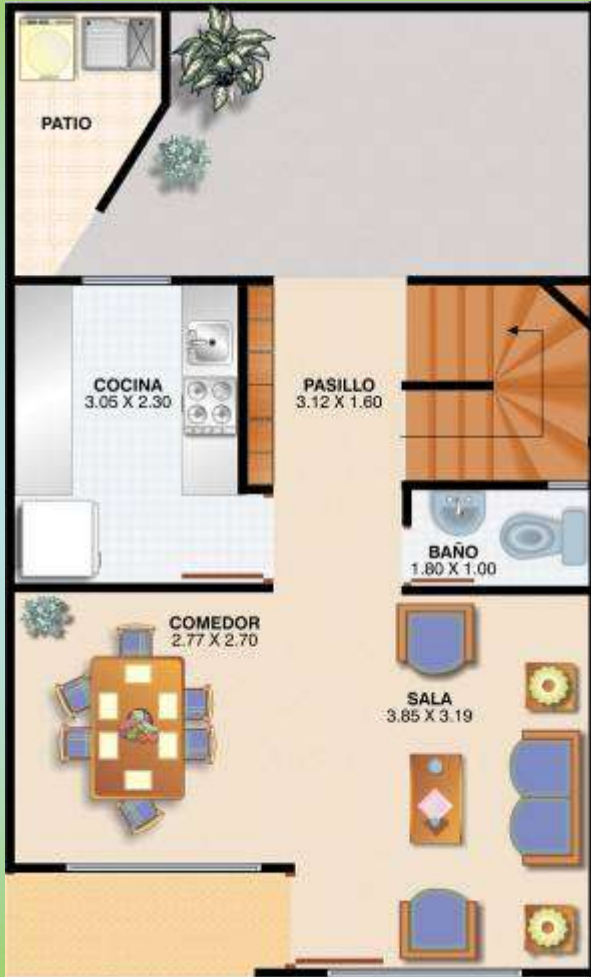 PATIO
COCINA
3.05 X 2.30
PASILLO
3.12 X 1.60
BAÑO
1.80 X 1.00
COMEDOR
2.77 X 2.70
SALA
3.85 X 3.19